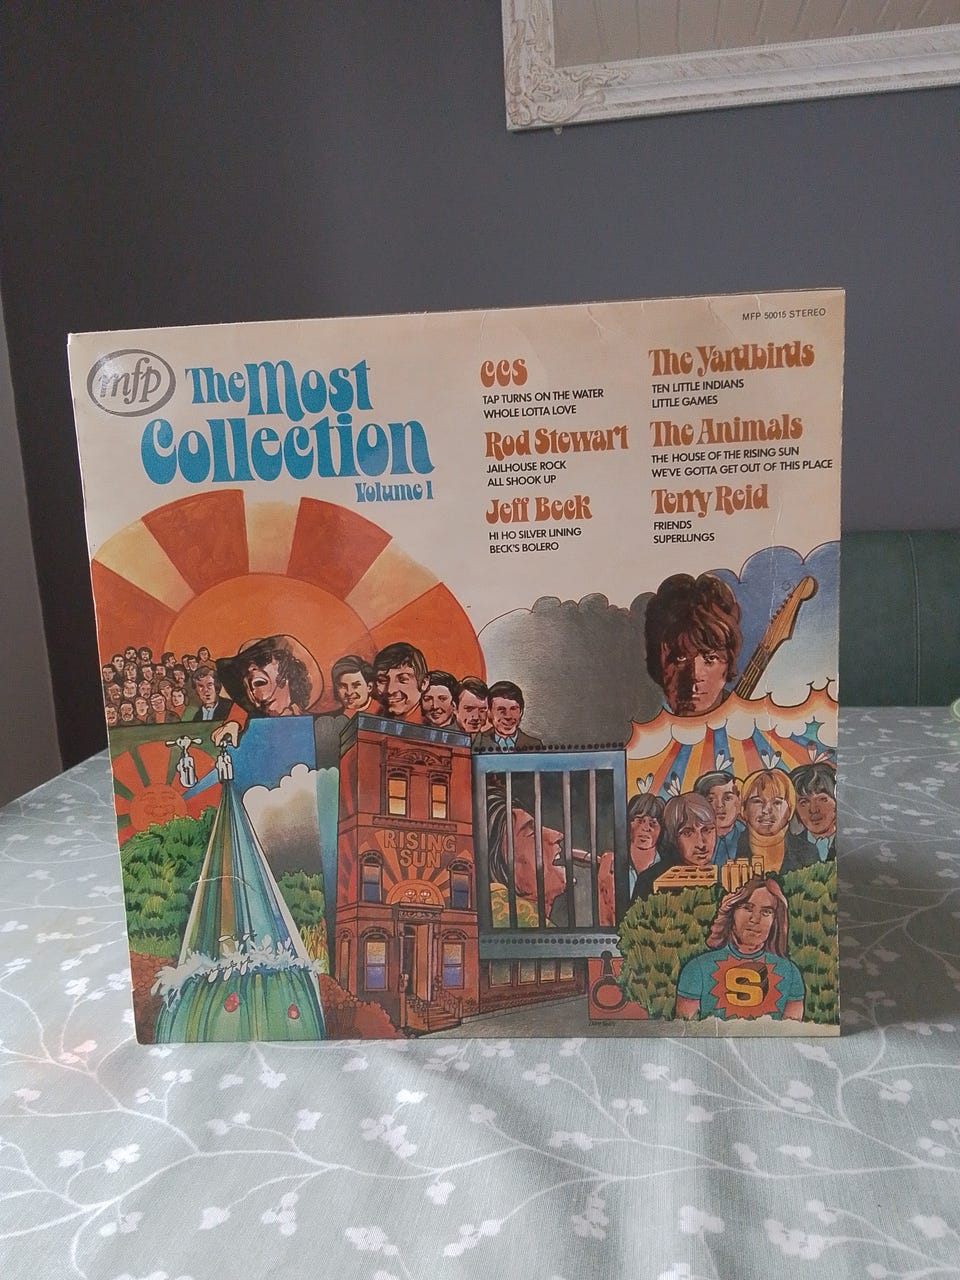 mfp
The Most
Collection
Volume 1
MFP 50015 STEREO
CCS
TAP TURNS ON THE WATER
WHOLE LOTTA LOVE
Rod Stewart
JAILHOUSE ROCK
ALL SHOOK UP
Jeff Beck
HI HO SILVER LINING
BECK'S BOLERO
The Yardbirds
TEN LITTLE INDIANS
LITTLE GAMES
The Animals
THE HOUSE OF THE RISING SUN
WE'VE GOTTA GET OUT OF THIS PLACE
Terry Reid
FRIENDS
SUPERLUNGS
RISING
SUN
S